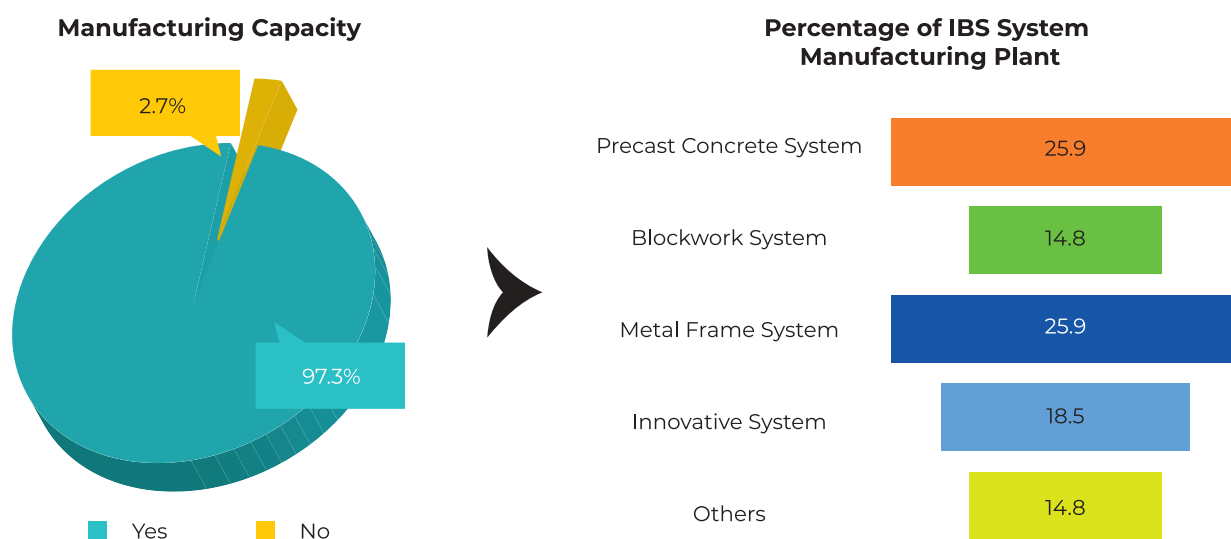 Manufacturing Capacity
2.7%
97.3%
Yes
No
Percentage of IBS System
Manufacturing Plant
Precast Concrete System
25.9
Blockwork System
14.8
Metal Frame System
25.9
Innovative System
18.5
Others
14.8